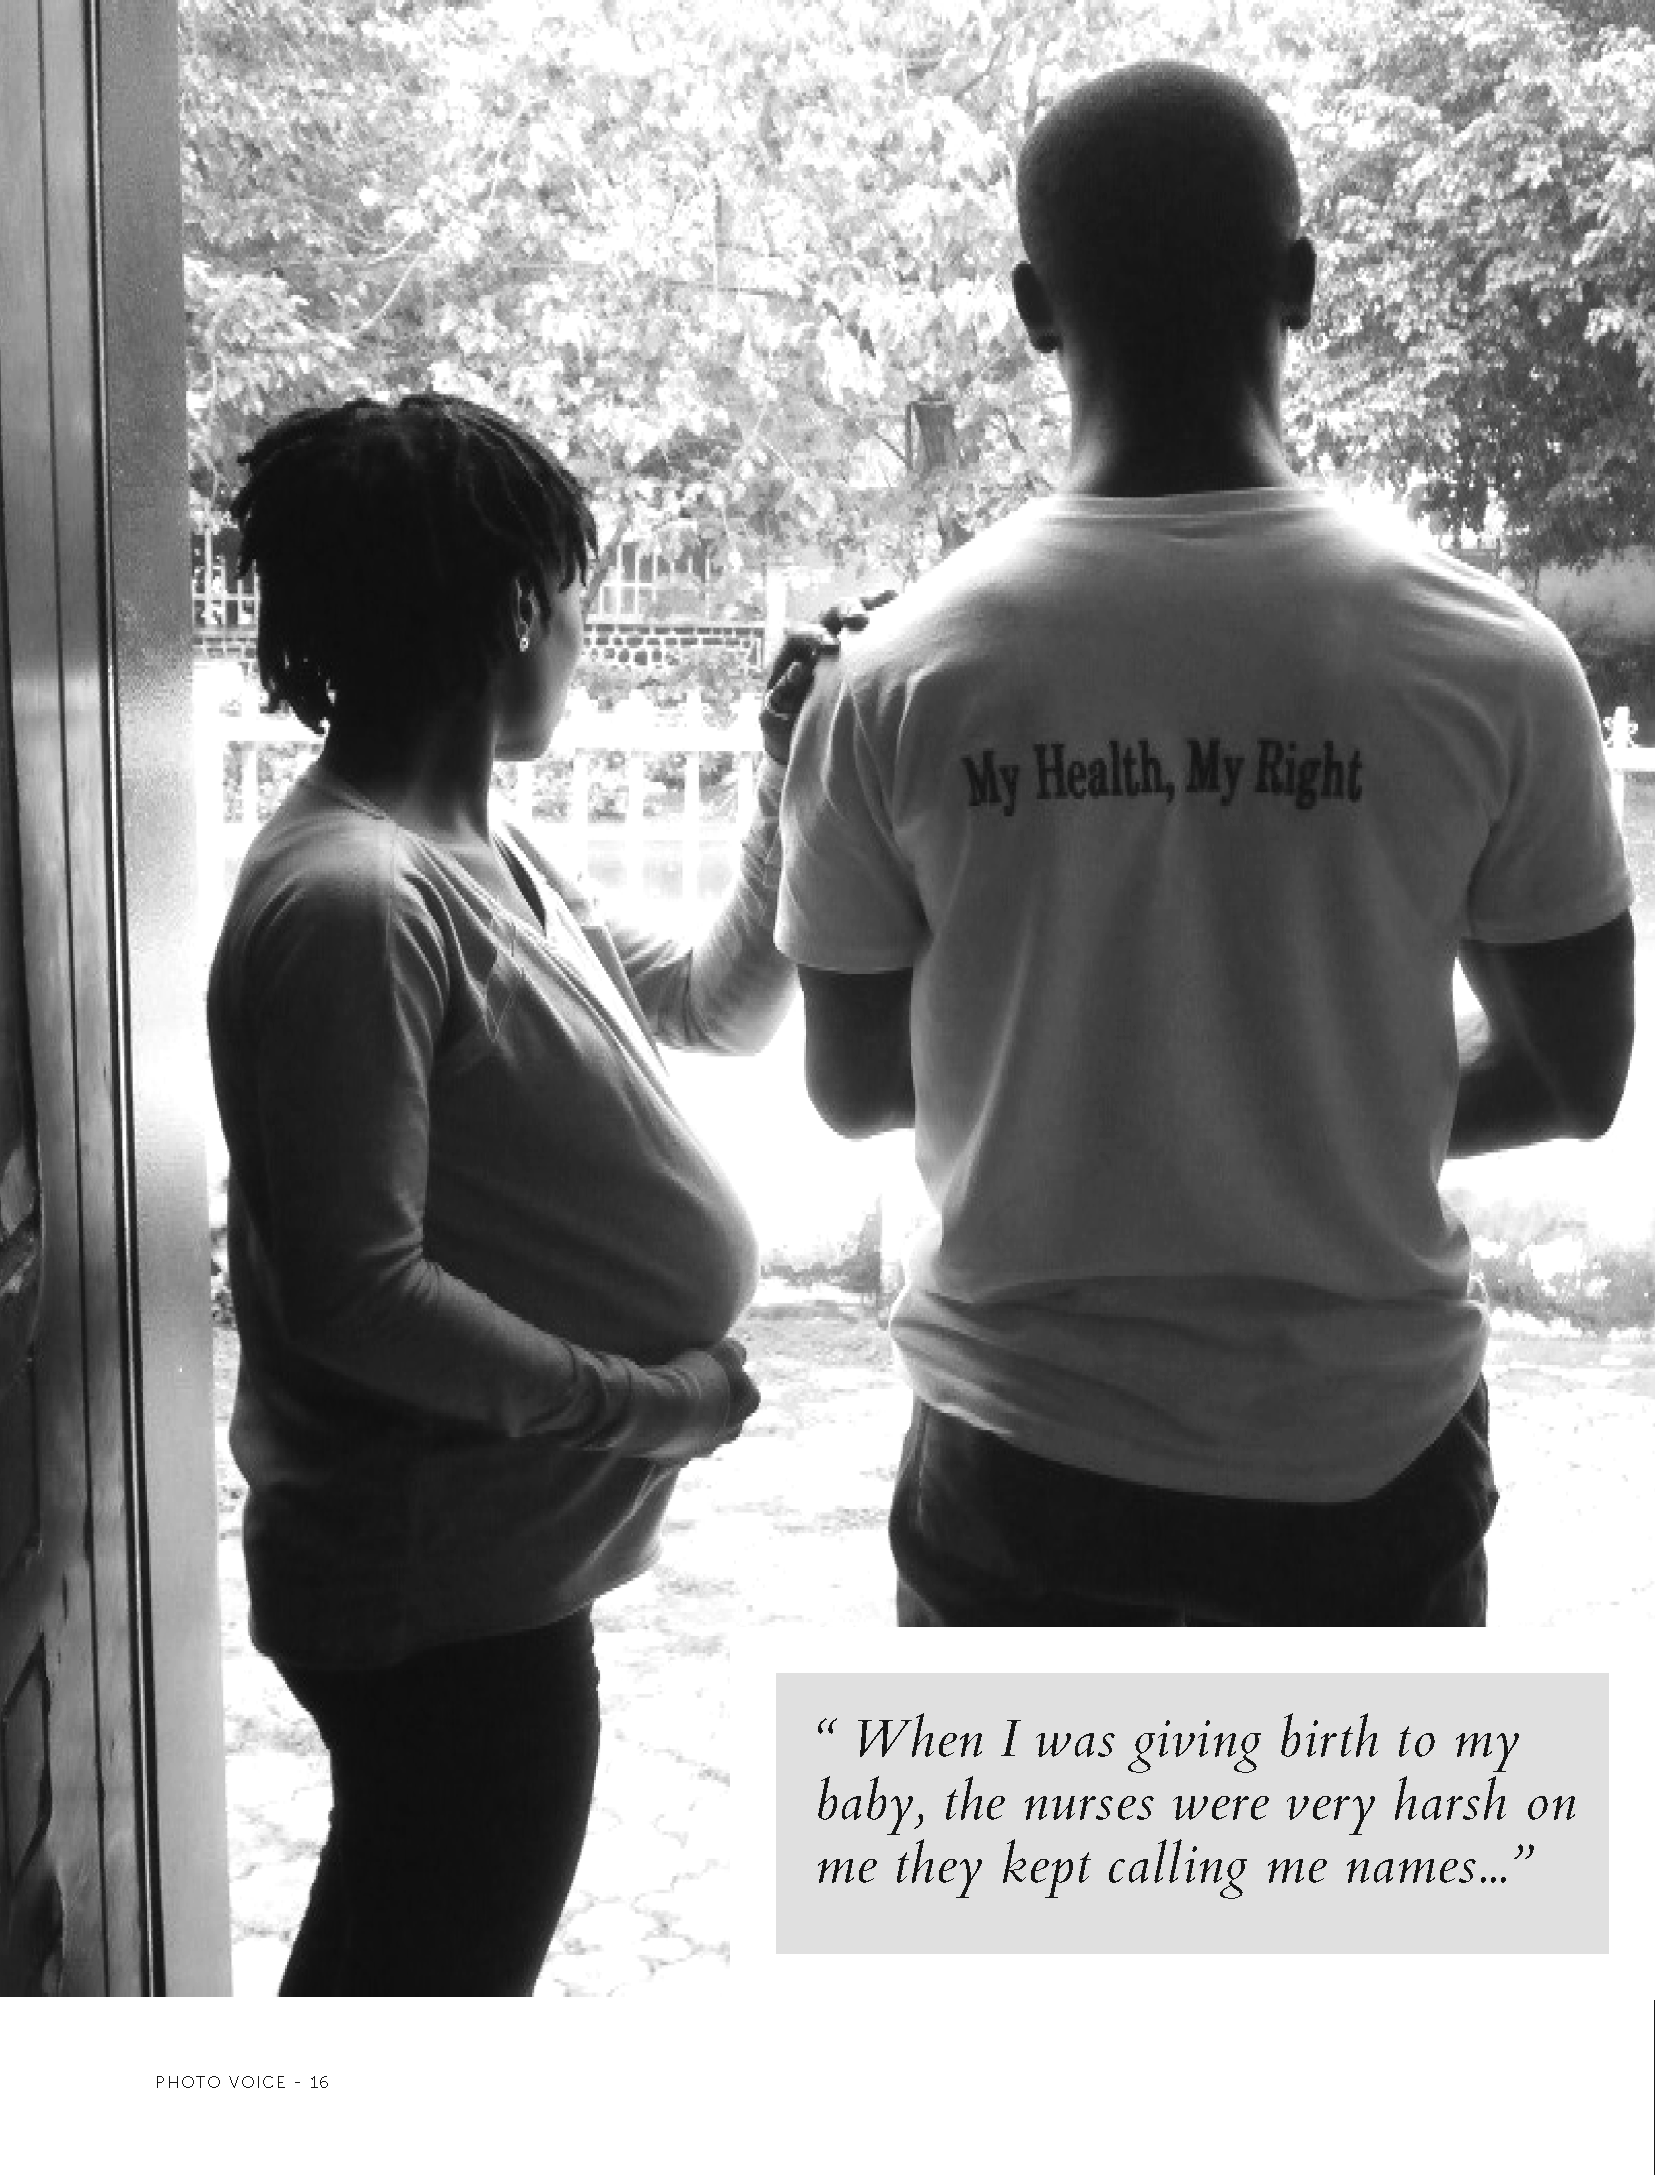 My Health, My Right
“ When I was giving birth to my
baby, the nurses were very harsh on
me they kept calling me names...”
PHOTO VOICE - 16